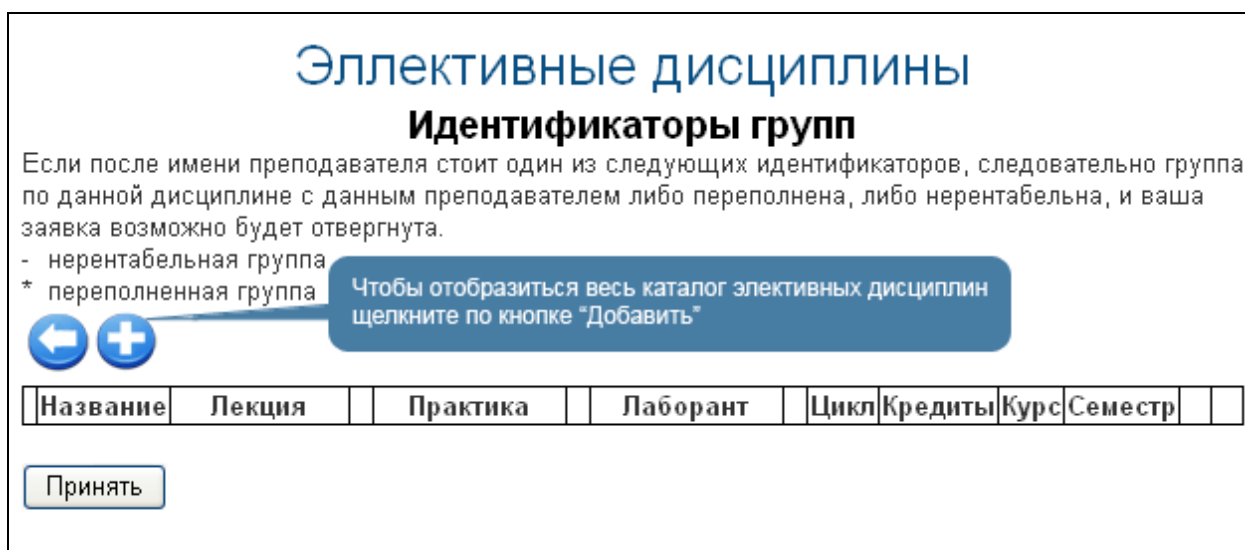 Эллективные дисциплины
Идентификаторы групп
Если после имени преподавателя стоит один из следующих идентификаторов, следовательно группа
по данной дисциплине с данным преподавателем либо переполнена, либо нерентабельна, и ваша
заявка возможно будет отвергнута.
- нерентабельная группа
* переполненная группа
Чтобы отобразиться весь каталог элективных дисциплин
щелкните по кнопке “Добавить”
Название Лекция Практика Лаборант Цикл Кредиты Курс Семестр
Принять